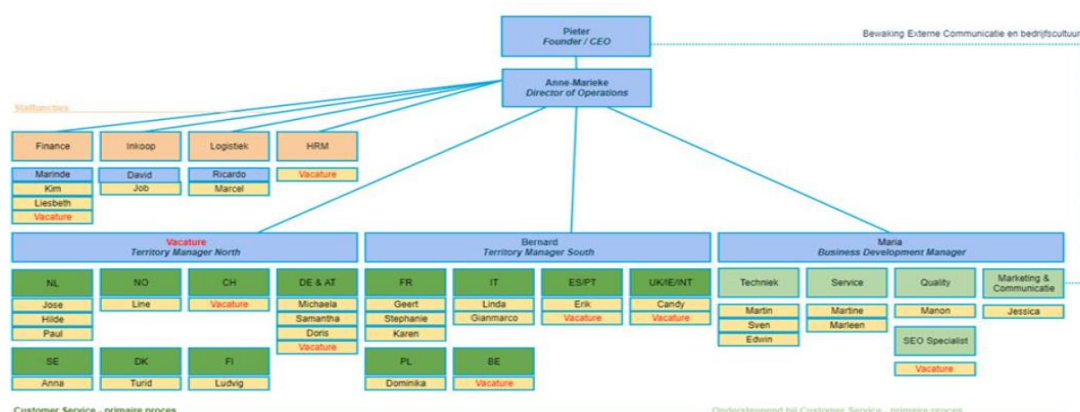 Pieter
Founder / CEO
Bewaking Externe Communicatie en bedrijfscultuur
Anne-Marieke
Director of Operations
Staffuncties
Finance
Inkoop
Logistiek
HRM
Marinde
David
Ricardo
Vacature
Kim
Job
Marcel
Liesbeth
Vacature
Vacature
Territory Manager North
Bernard
Territory Manager South
Maria
Business Development Manager
NL
NO
CH
DE & AT
FR
IT
ES/PT
UK/IE/INT
Techniek
Service
Quality
Marketing &
Communicatie
Jose
Line
Vacature
Michaela
Geert
Linda
Erik
Candy
Martin
Martine
Manon
Jessica
Hilde
Samantha
Stephanie
Gianmarco
Vacature
Vacature
Sven
Marleen
Paul
Doris
Karen
Edwin
SEO Specialist
Vacature
SE
DK
FI
PL
BE
Vacature
Anna
Turid
Ludvig
Dominika
Vacature
Customer Service - primaire proces
Ondersteunend bij Customer Service - primaire proces